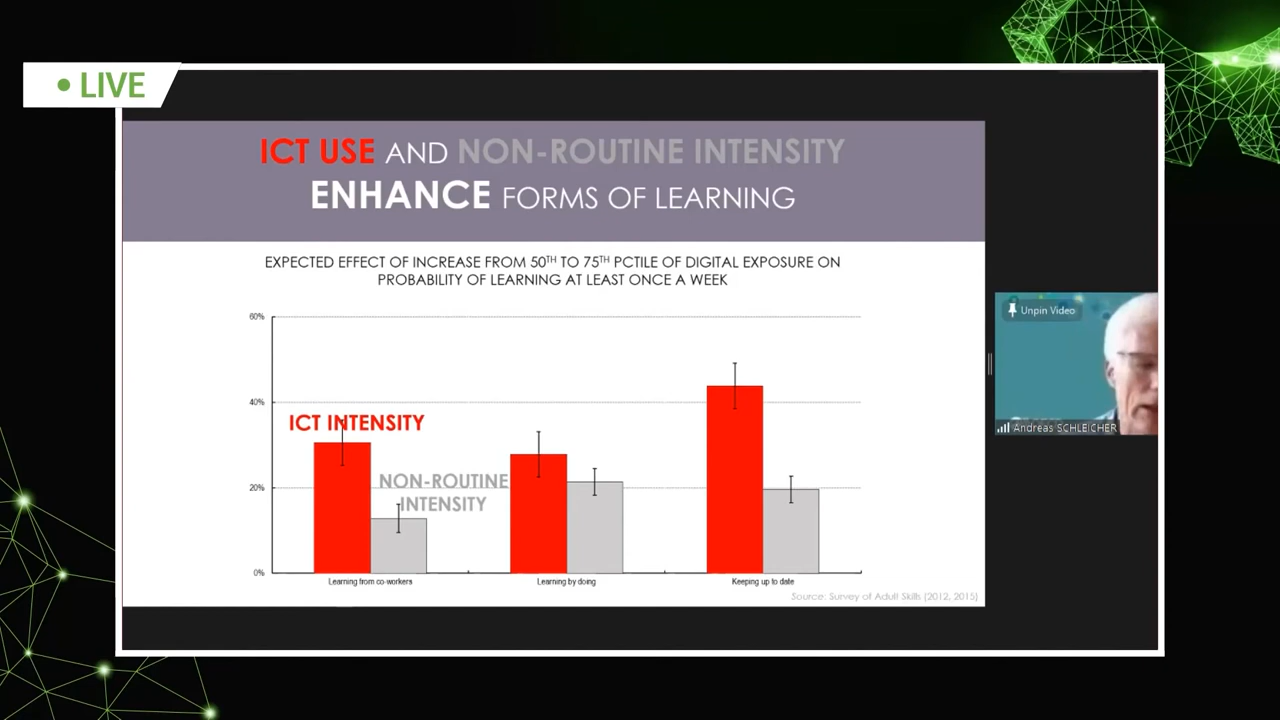 • LIVE
ICT USE AND NON-ROUTINE INTENSITY
ENHANCE FORMS OF LEARNING
EXPECTED EFFECT OF INCREASE FROM 50TH TO 75TH PCTILE OF DIGITAL EXPOSURE ON
PROBABILITY OF LEARNING AT LEAST ONCE A WEEK
60%
40%
20%
0%
ICT INTENSITY
NON-ROUTINE
INTENSITY
Learning from co-workers
Learning by doing
Keeping up to date
Source: Survey of Adult Skills (2012, 2015)
Unpin Video
Andreas SCHLEICHER